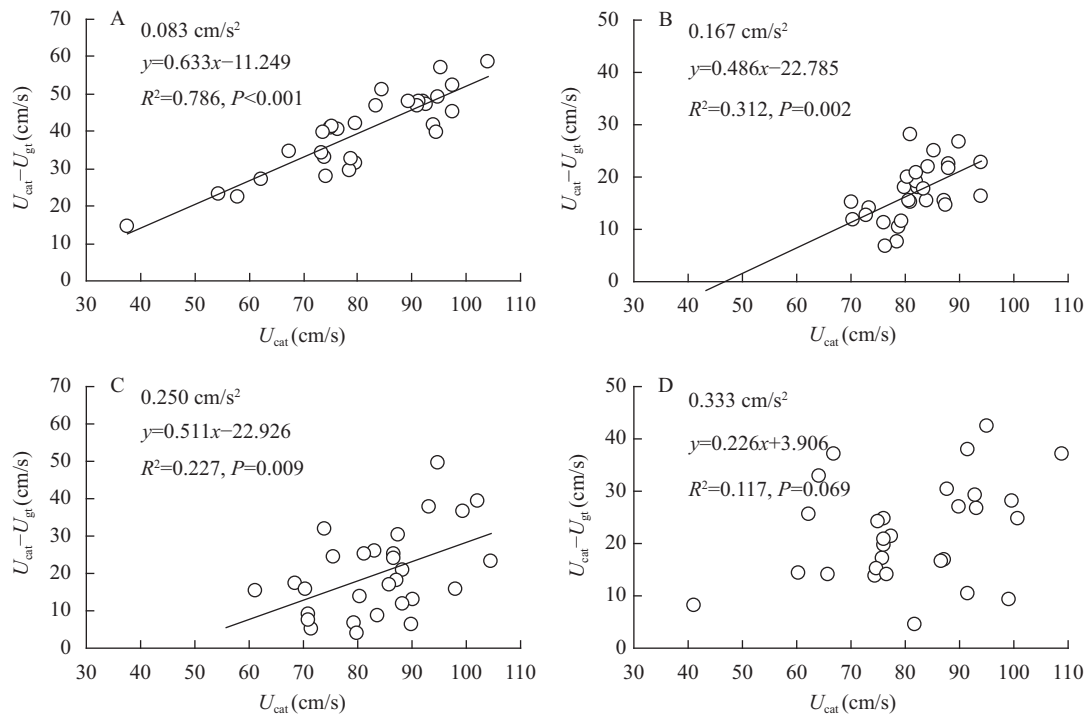 A
0.083 cm/s²
y=0.633x−11.249
R²=0.786, P<0.001
70
60
50
40
30
20
10
0
Ucat−Ugt (cm/s)
30 40 50 60 70 80 90 100 110
Ucat (cm/s)
B
0.167 cm/s²
y=0.486x−22.785
R²=0.312, P=0.002
50
40
30
20
10
0
Ucat−Ugt (cm/s)
30 40 50 60 70 80 90 100 110
Ucat (cm/s)
C
0.250 cm/s²
y=0.511x−22.926
R²=0.227, P=0.009
70
60
50
40
30
20
10
0
Ucat−Ugt (cm/s)
30 40 50 60 70 80 90 100 110
Ucat (cm/s)
D
0.333 cm/s²
y=0.226x+3.906
R²=0.117, P=0.069
50
40
30
20
10
0
Ucat−Ugt (cm/s)
30 40 50 60 70 80 90 100 110
Ucat (cm/s)